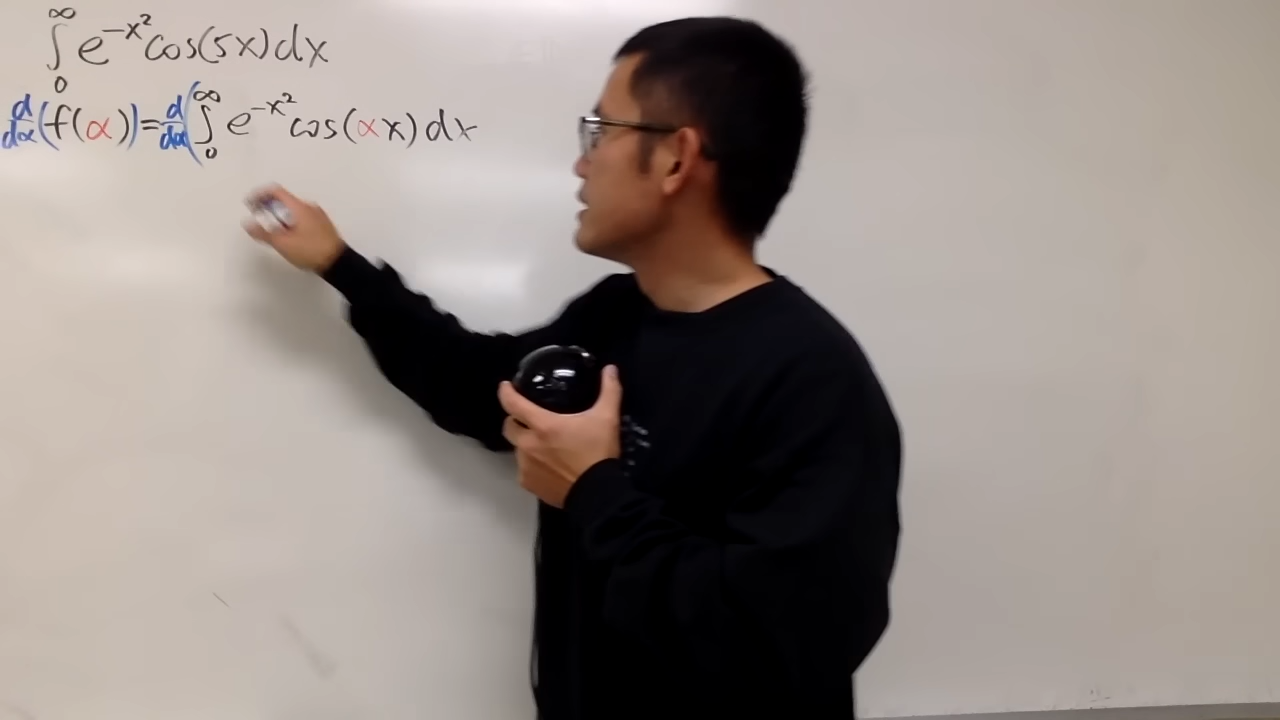 ∫₀^∞ e^(-x²) cos(5x) dx
d/dα (f(α)) = d/dα (∫₀^∞ e^(-x²) cos(αx) dx